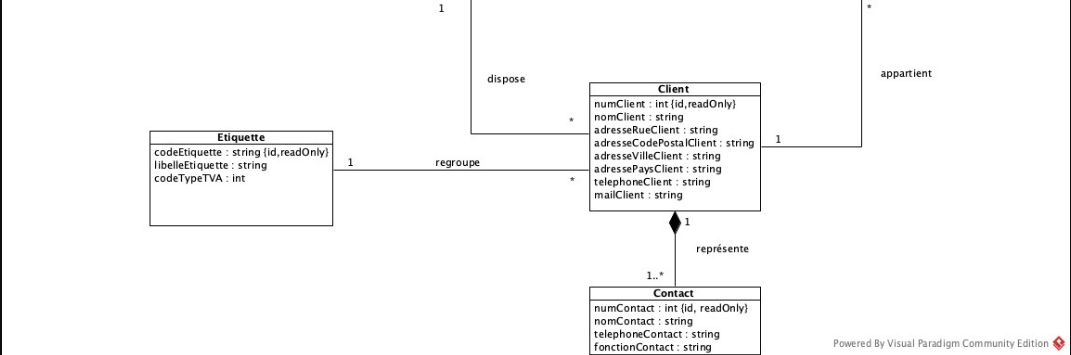 1
*
dispose
appartient
*
1
Client
numClient : int {id,readOnly}
nomClient : string
adresseRueClient : string
adresseCodePostalClient : string
adresseVilleClient : string
adressePaysClient : string
telephoneClient : string
mailClient : string
Etiquette
codeEtiquette : string {id,readOnly}
libelleEtiquette : string
codeTypeTVA : int
1
regroupe
*
1
représente
1..*
Contact
numContact : int {id, readOnly}
nomContact : string
telephoneContact : string
fonctionContact : string
Powered By Visual Paradigm Community Edition